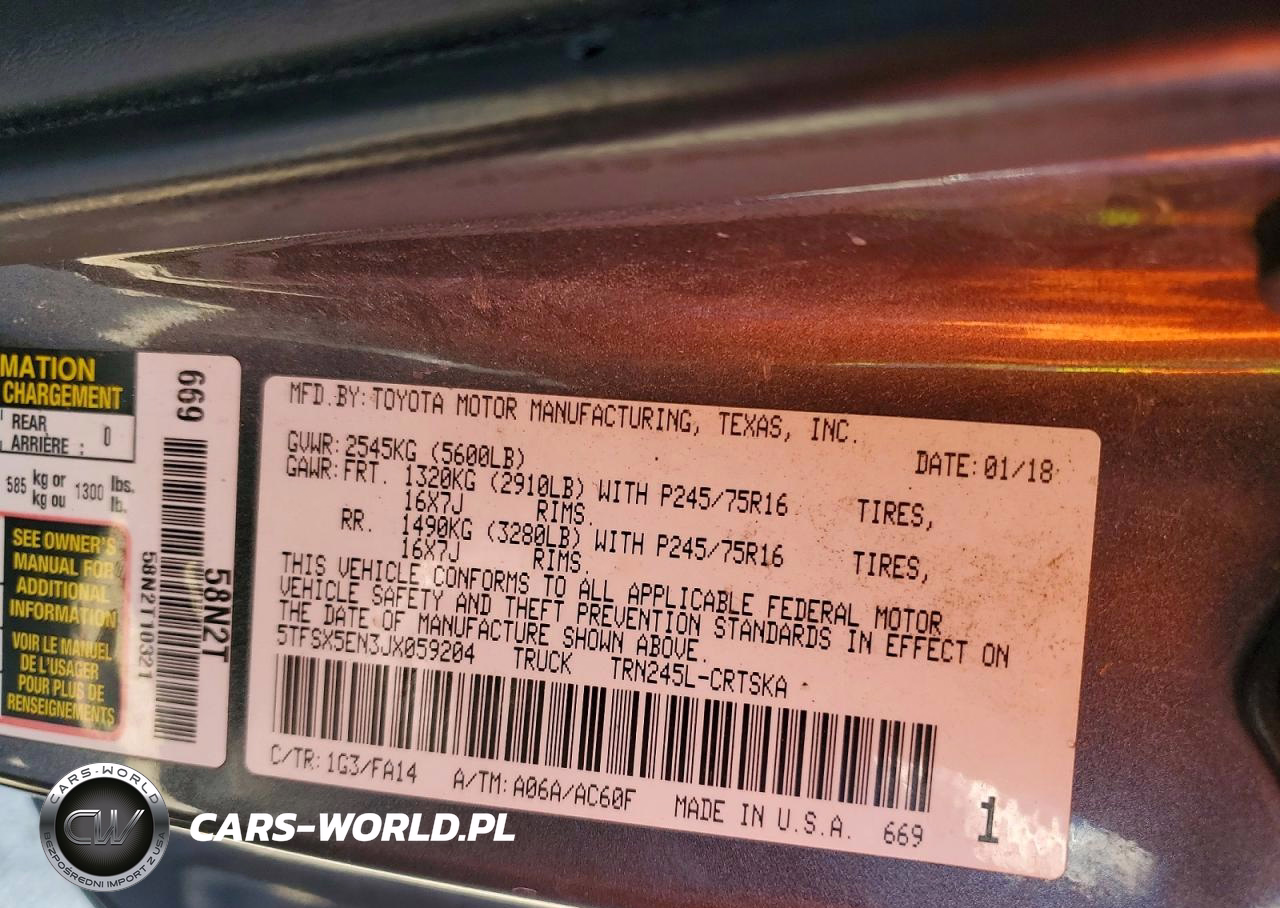 MATION
CHARGEMENT
REAR
ARRIÈRE : 0
585 kg or 1300 lbs.
kg ou lb.
SEE OWNER'S
MANUAL FOR
ADDITIONAL
INFORMATION
VOIR LE MANUEL
DE L'USAGER
POUR PLUS DE
RENSEIGNEMENTS
669
58N2T10321
58N2T
MFD.BY:TOYOTA MOTOR MANUFACTURING, TEXAS, INC.
GVWR:2545KG (5600LB) DATE:01/18
GAWR:FRT. 1320KG (2910LB) WITH P245/75R16 TIRES,
16X7J RIMS.
RR. 1490KG (3280LB) WITH P245/75R16 TIRES,
16X7J RIMS.
THIS VEHICLE CONFORMS TO ALL APPLICABLE FEDERAL MOTOR
VEHICLE SAFETY AND THEFT PREVENTION STANDARDS IN EFFECT ON
THE DATE OF MANUFACTURE SHOWN ABOVE.
5TFSX5EN3JX059204 TRUCK TRN245L-CRTSKA
C/TR:1G3/FA14 A/TM:A06A/AC60F MADE IN U.S.A. 669 1
CARS-WORLD
CW
BEZPOŚREDNI IMPORT Z USA
CARS-WORLD.PL